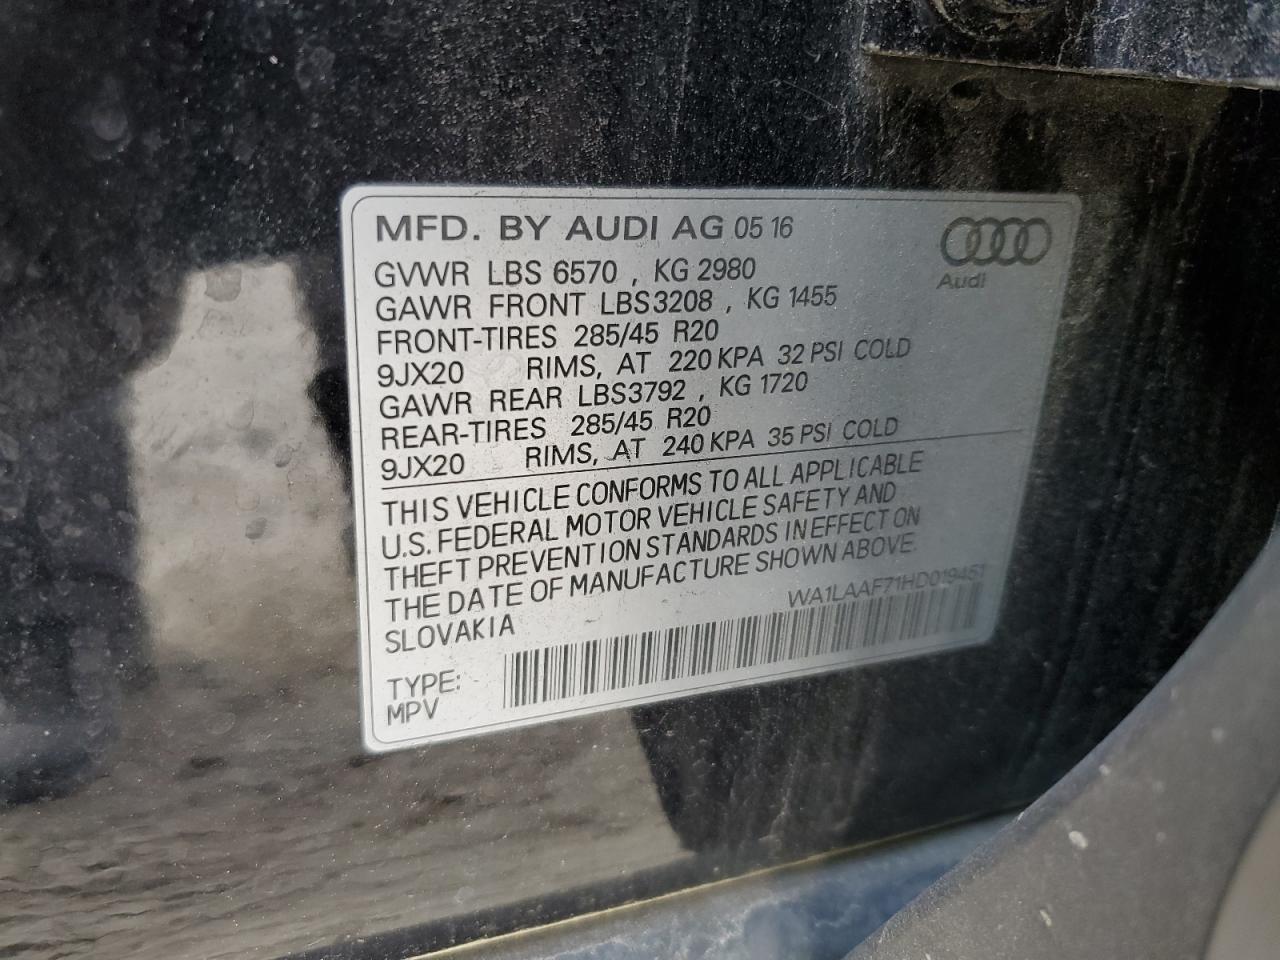 MFD. BY AUDI AG 05 16
Audi
GVWR LBS 6570 , KG 2980
GAWR FRONT LBS3208 , KG 1455
FRONT-TIRES 285/45 R20
9JX20 RIMS, AT 220 KPA 32 PSI COLD
GAWR REAR LBS3792 , KG 1720
REAR-TIRES 285/45 R20
9JX20 RIMS, AT 240 KPA 35 PSI COLD
THIS VEHICLE CONFORMS TO ALL APPLICABLE
U.S. FEDERAL MOTOR VEHICLE SAFETY AND
THEFT PREVENTION STANDARDS IN EFFECT ON
THE DATE OF MANUFACTURE SHOWN ABOVE.
SLOVAKIA
WA1LAAF71HD019451
TYPE:
MPV